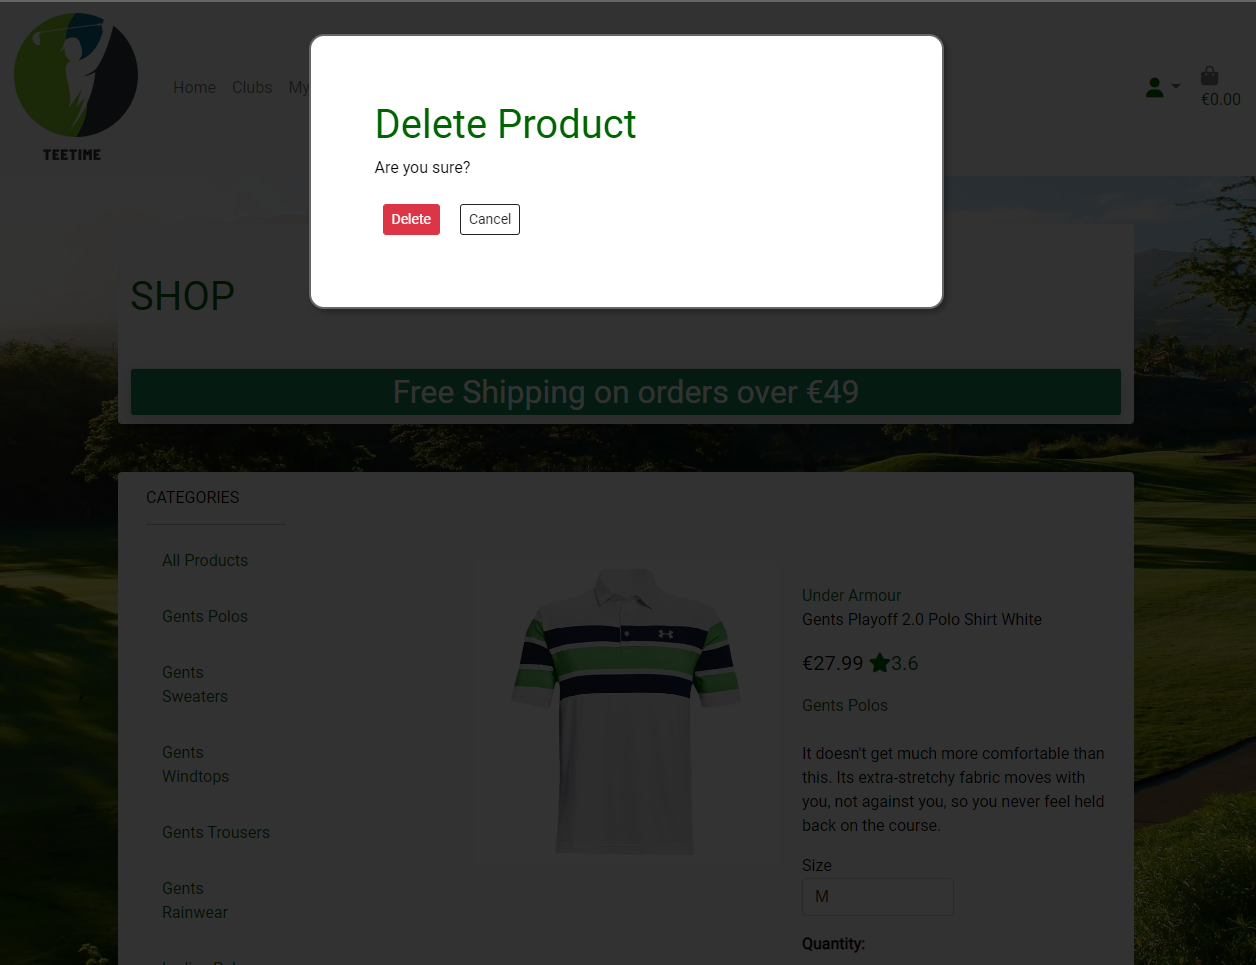 Home Clubs My
€0.00
TEETIME
Delete Product
Are you sure?
Delete Cancel
SHOP
Free Shipping on orders over €49
CATEGORIES
All Products
Gents Polos
Gents
Sweaters
Gents
Windtops
Gents Trousers
Gents
Rainwear
Under Armour
Gents Playoff 2.0 Polo Shirt White
€27.99 3.6
Gents Polos
It doesn't get much more comfortable than
this. Its extra-stretchy fabric moves with
you, not against you, so you never feel held
back on the course.
Size
M
Quantity: